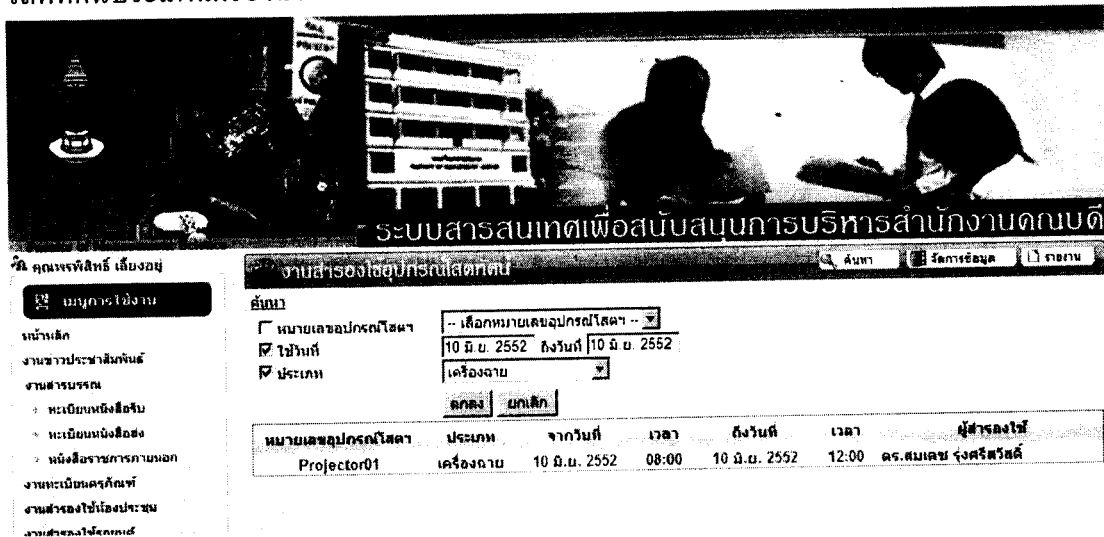 ระบบสารสนเทศเพื่อสนับสนุนการบริหารสำนักงานคณบดี
คุณพรพิสิทธิ์ เลี้ยงอยู่
เมนูการใช้งาน
หน้าหลัก
งานข่าวประชาสัมพันธ์
งานสารบรรณ
ทะเบียนหนังสือรับ
ทะเบียนหนังสือส่ง
หนังสือราชการภายนอก
งานทะเบียนครุภัณฑ์
งานสำรองใช้ห้องประชุม
งานสำรองใช้รถยนต์
งานสำรองใช้อุปกรณ์โสตทัศน์
ค้นหา จัดการข้อมูล รายงาน
ค้นหา
หมายเลขอุปกรณ์โสตฯ -- เลือกหมายเลขอุปกรณ์โสตฯ --
ใช้วันที่ 10 มิ.ย. 2552 ถึงวันที่ 10 มิ.ย. 2552
ประเภท เครื่องฉาย
ตกลง ยกเลิก
หมายเลขอุปกรณ์โสตฯ ประเภท จากวันที่ เวลา ถึงวันที่ เวลา ผู้สำรองใช้
Projector01 เครื่องฉาย 10 มิ.ย. 2552 08:00 10 มิ.ย. 2552 12:00 ดร.สมเดช รุ่งศรีสวัสดิ์